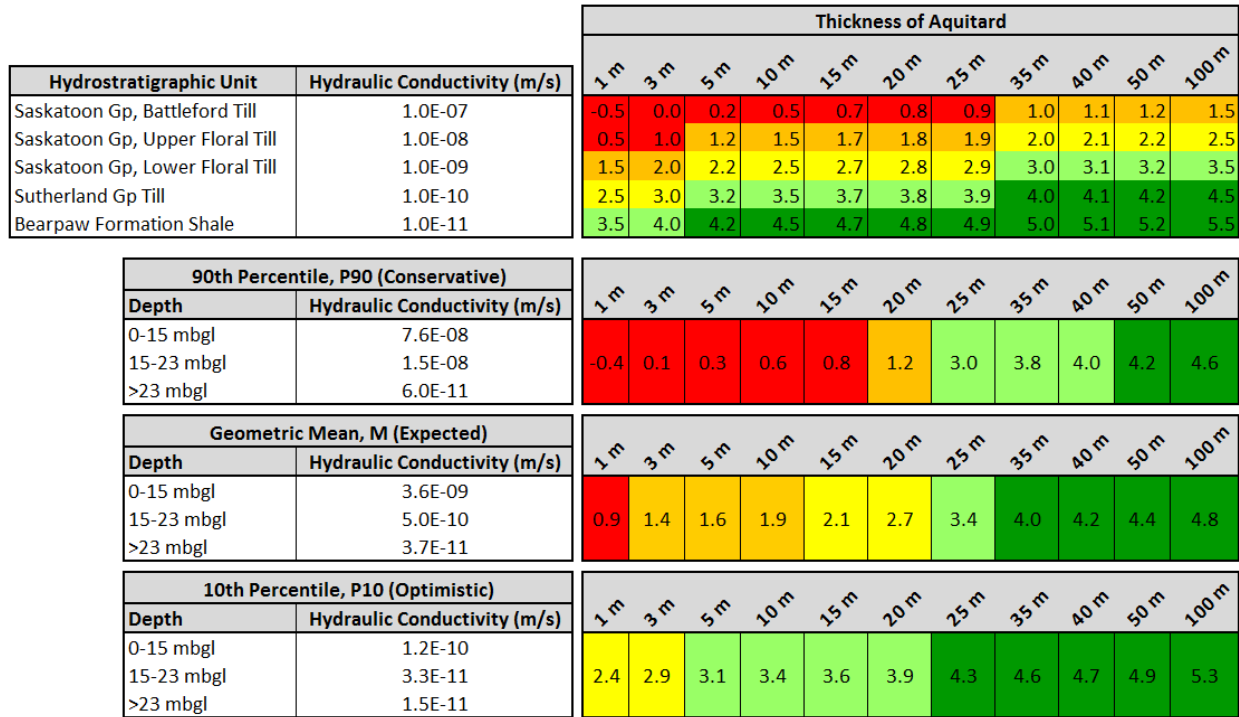 Thickness of Aquitard
Hydrostratigraphic Unit Hydraulic Conductivity (m/s) 1 m 3 m 5 m 10 m 15 m 20 m 25 m 35 m 40 m 50 m 100 m
Saskatoon Gp, Battleford Till 1.0E-07 -0.5 0.0 0.2 0.5 0.7 0.8 0.9 1.0 1.1 1.2 1.5
Saskatoon Gp, Upper Floral Till 1.0E-08 0.5 1.0 1.2 1.5 1.7 1.8 1.9 2.0 2.1 2.2 2.5
Saskatoon Gp, Lower Floral Till 1.0E-09 1.5 2.0 2.2 2.5 2.7 2.8 2.9 3.0 3.1 3.2 3.5
Sutherland Gp Till 1.0E-10 2.5 3.0 3.2 3.5 3.7 3.8 3.9 4.0 4.1 4.2 4.5
Bearpaw Formation Shale 1.0E-11 3.5 4.0 4.2 4.5 4.7 4.8 4.9 5.0 5.1 5.2 5.5
90th Percentile, P90 (Conservative)
Depth Hydraulic Conductivity (m/s) 1 m 3 m 5 m 10 m 15 m 20 m 25 m 35 m 40 m 50 m 100 m
0-15 mbgl 7.6E-08
15-23 mbgl 1.5E-08 -0.4 0.1 0.3 0.6 0.8 1.2 3.0 3.8 4.0 4.2 4.6
>23 mbgl 6.0E-11
Geometric Mean, M (Expected)
Depth Hydraulic Conductivity (m/s) 1 m 3 m 5 m 10 m 15 m 20 m 25 m 35 m 40 m 50 m 100 m
0-15 mbgl 3.6E-09
15-23 mbgl 5.0E-10 0.9 1.4 1.6 1.9 2.1 2.7 3.4 4.0 4.2 4.4 4.8
>23 mbgl 3.7E-11
10th Percentile, P10 (Optimistic)
Depth Hydraulic Conductivity (m/s) 1 m 3 m 5 m 10 m 15 m 20 m 25 m 35 m 40 m 50 m 100 m
0-15 mbgl 1.2E-10
15-23 mbgl 3.3E-11 2.4 2.9 3.1 3.4 3.6 3.9 4.3 4.6 4.7 4.9 5.3
>23 mbgl 1.5E-11